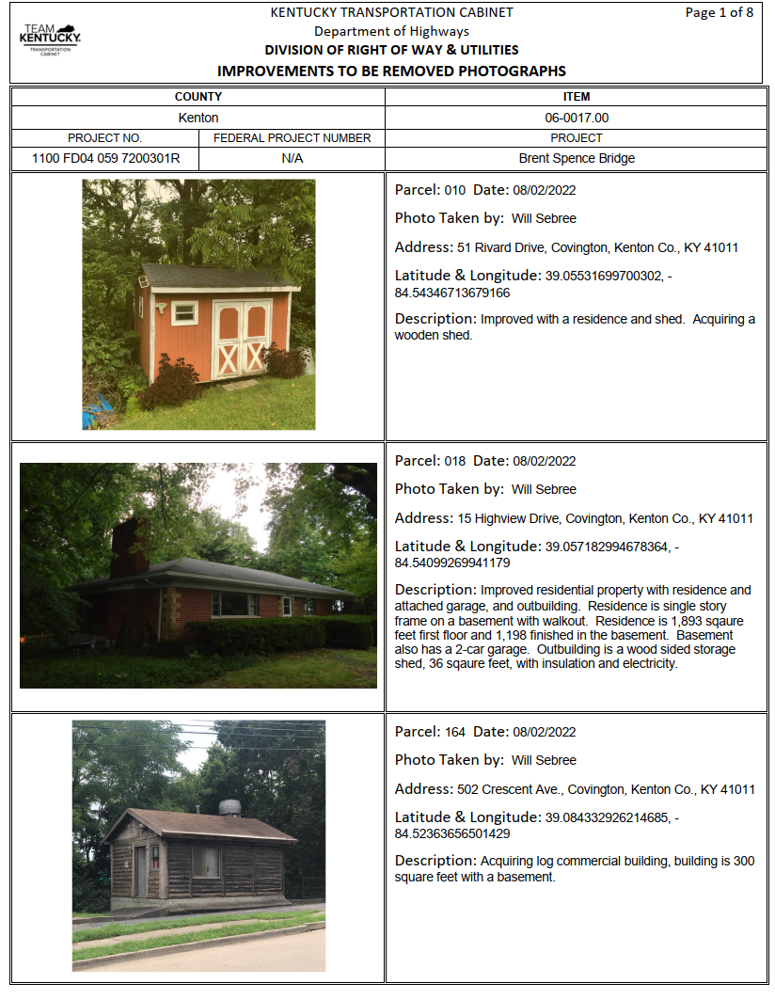 KENTUCKY TRANSPORTATION CABINET
Page 1 of 8
Department of Highways
DIVISION OF RIGHT OF WAY & UTILITIES
IMPROVEMENTS TO BE REMOVED PHOTOGRAPHS
TEAM
KENTUCKY.
TRANSPORTATION
CABINET
COUNTY
ITEM
Kenton
06-0017.00
PROJECT NO.
FEDERAL PROJECT NUMBER
PROJECT
1100 FD04 059 7200301R
N/A
Brent Spence Bridge
Parcel: 010 Date: 08/02/2022
Photo Taken by: Will Sebree
Address: 51 Rivard Drive, Covington, Kenton Co., KY 41011
Latitude & Longitude: 39.05531699700302, -
84.54346713679166
Description: Improved with a residence and shed. Acquiring a
wooden shed.
Parcel: 018 Date: 08/02/2022
Photo Taken by: Will Sebree
Address: 15 Highview Drive, Covington, Kenton Co., KY 41011
Latitude & Longitude: 39.057182994678364, -
84.54099269941179
Description: Improved residential property with residence and
attached garage, and outbuilding. Residence is single story
frame on a basement with walkout. Residence is 1,893 sqaure
feet first floor and 1,198 finished in the basement. Basement
also has a 2-car garage. Outbuilding is a wood sided storage
shed, 36 sqaure feet, with insulation and electricity.
Parcel: 164 Date: 08/02/2022
Photo Taken by: Will Sebree
Address: 502 Crescent Ave., Covington, Kenton Co., KY 41011
Latitude & Longitude: 39.084332926214685, -
84.52363656501429
Description: Acquiring log commercial building, building is 300
square feet with a basement.